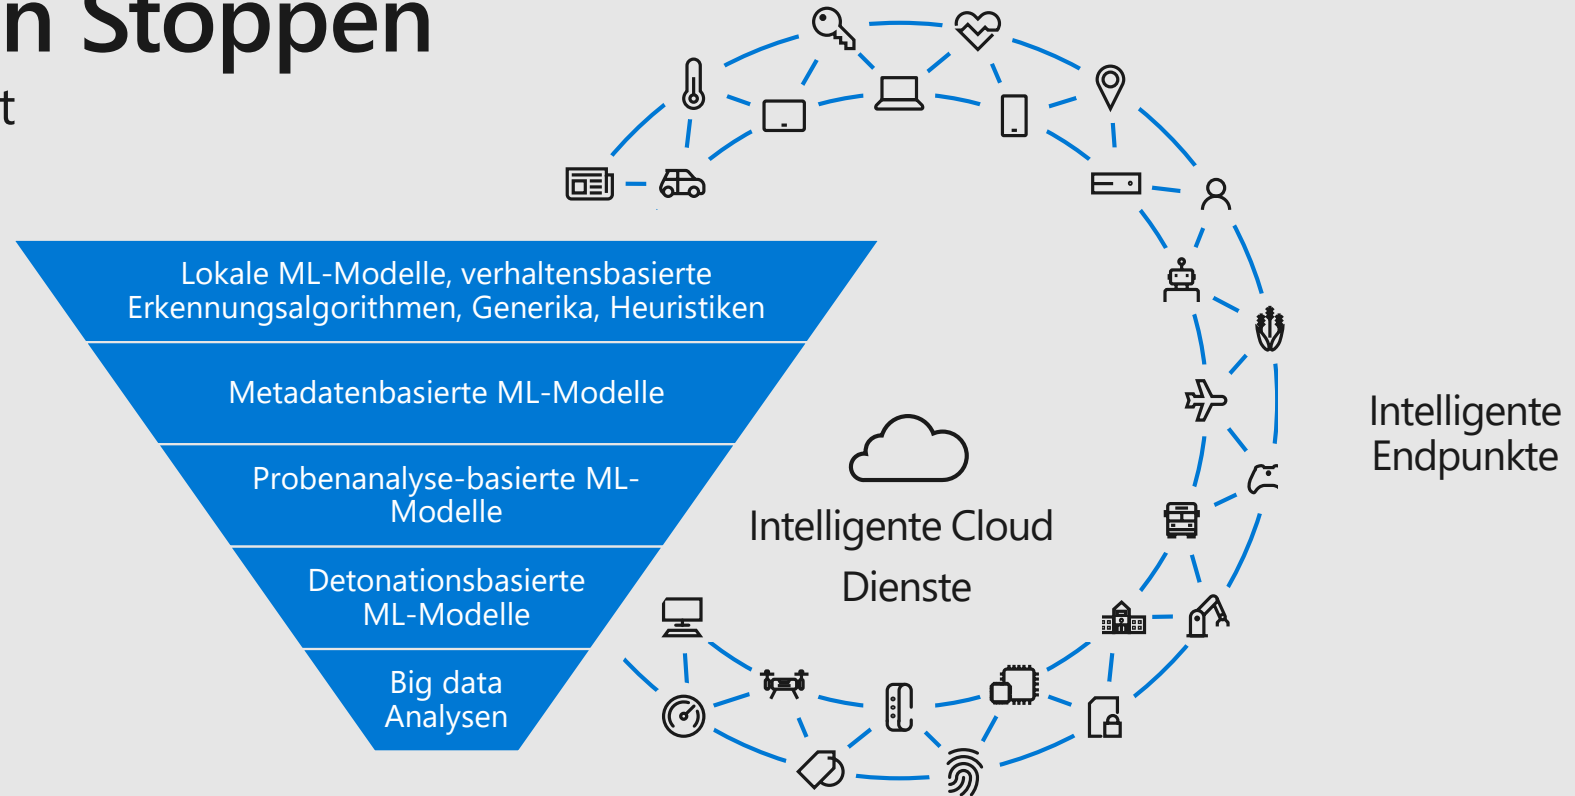 n Stoppen
t
Lokale ML-Modelle, verhaltensbasierte
Erkennungsalgorithmen, Generika, Heuristiken
Metadatenbasierte ML-Modelle
Probenanalyse-basierte ML-
Modelle
Detonationsbasierte
ML-Modelle
Big data
Analysen
Intelligente Cloud
Dienste
Intelligente
Endpunkte